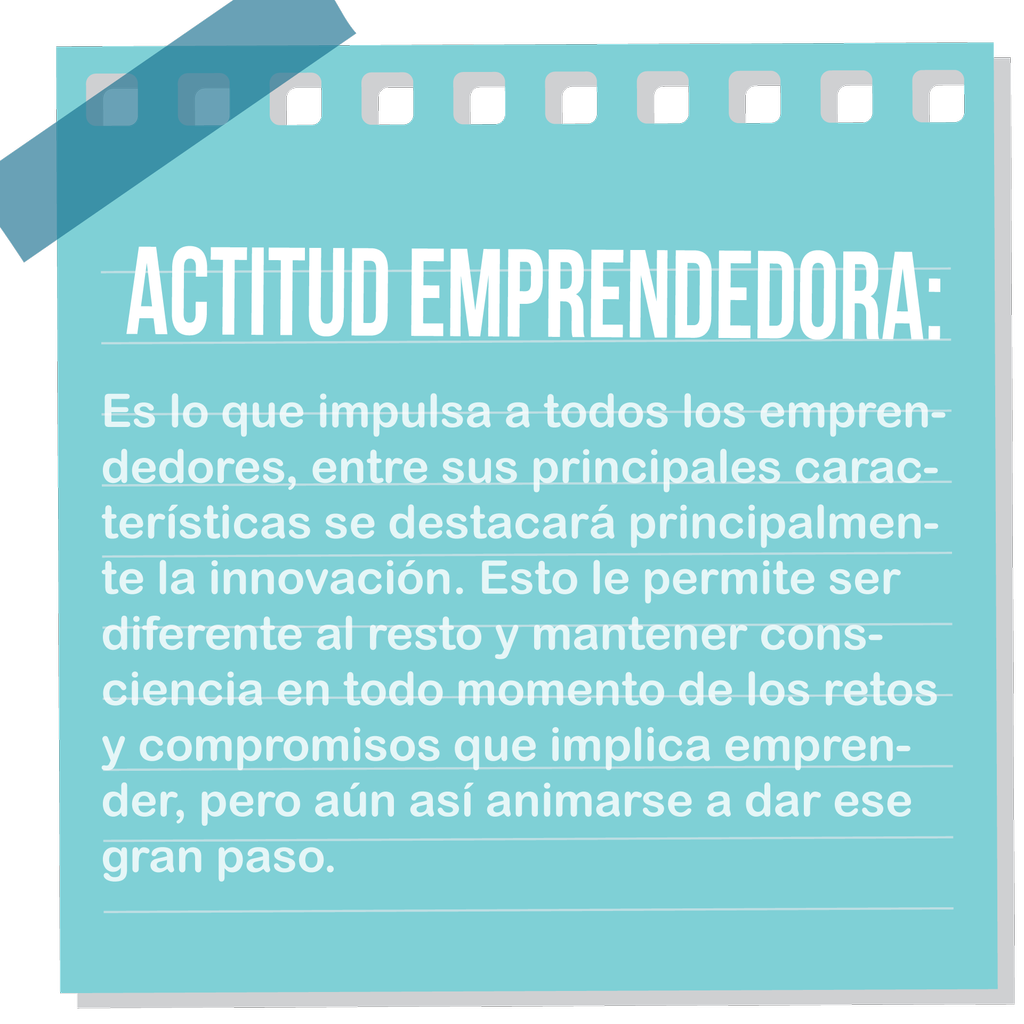 ACTITUD EMPRENDEDORA:
Es lo que impulsa a todos los empren-
dedores, entre sus principales carac-
terísticas se destacará principalmen-
te la innovación. Esto le permite ser
diferente al resto y mantener cons-
ciencia en todo momento de los retos
y compromisos que implica empren-
der, pero aún así animarse a dar ese
gran paso.